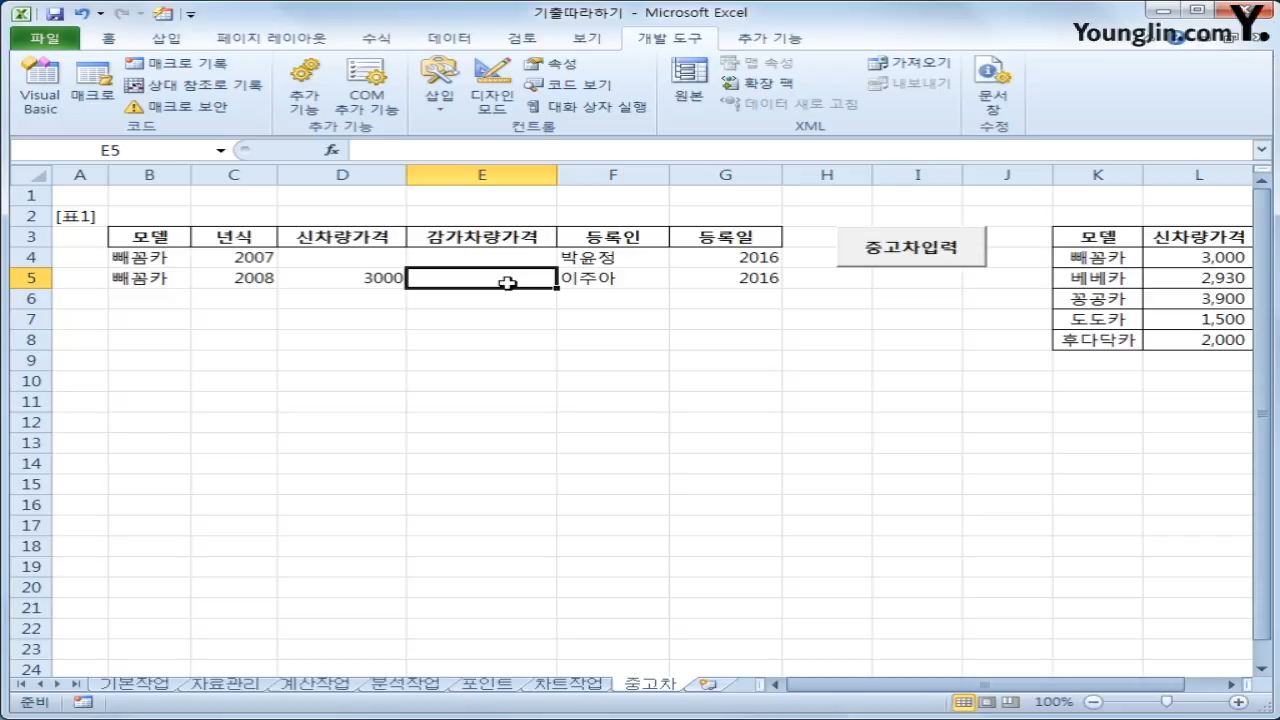 기출따라하기 - Microsoft Excel
YoungJin.com Y.
파일 홈 삽입 페이지 레이아웃 수식 데이터 검토 보기 개발 도구 추가 기능
Visual Basic
매크로
매크로 기록
상대 참조로 기록
매크로 보안
코드
추가 기능
COM 추가 기능
추가 기능
삽입
디자인 모드
속성
코드 보기
대화 상자 실행
컨트롤
원본
맵 속성
확장 팩
데이터 새로 고침
가져오기
내보내기
XML
문서 창
수정
E5 fx
A B C D E F G H I J K L
1
2 [표1]
3 모델 년식 신차량가격 감가차량가격 등록인 등록일 중고차입력 모델 신차량가격
4 빼꼼카 2007 박윤정 2016 빼꼼카 3,000
5 빼꼼카 2008 3000 이주아 2016 베베카 2,930
6 꽁공카 3,900
7 도도카 1,500
8 후다닥카 2,000
9
10
11
12
13
14
15
16
17
18
19
20
21
22
23
24
기본작업 자료관리 계산작업 분석작업 포인트 차트작업 중고차
준비 100%